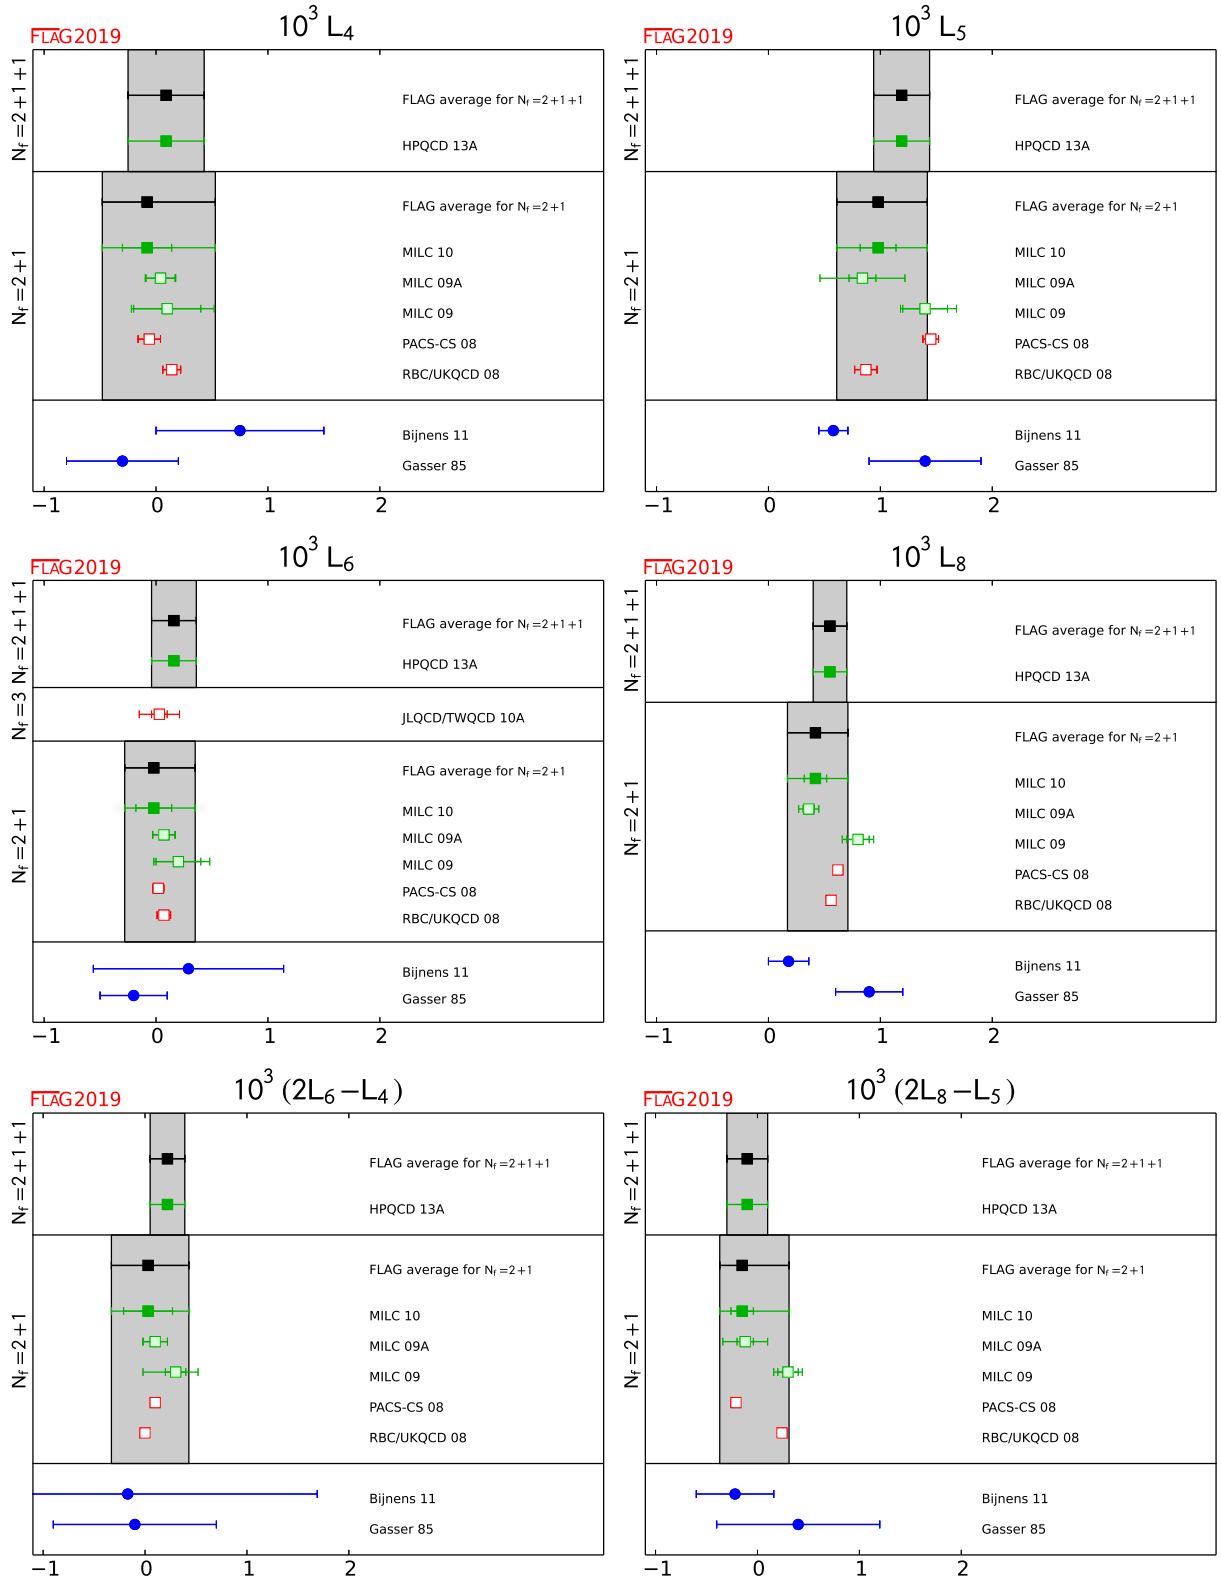 10³ L₄
FLAG2019
N_f=2+1+1
FLAG average for N_f=2+1+1
HPQCD 13A
N_f=2+1
FLAG average for N_f=2+1
MILC 10
MILC 09A
MILC 09
PACS-CS 08
RBC/UKQCD 08
Bijnens 11
Gasser 85
−1 0 1 2
10³ L₅
FLAG2019
N_f=2+1+1
FLAG average for N_f=2+1+1
HPQCD 13A
N_f=2+1
FLAG average for N_f=2+1
MILC 10
MILC 09A
MILC 09
PACS-CS 08
RBC/UKQCD 08
Bijnens 11
Gasser 85
−1 0 1 2
10³ L₆
FLAG2019
N_f=2+1+1
FLAG average for N_f=2+1+1
HPQCD 13A
N_f=3
JLQCD/TWQCD 10A
N_f=2+1
FLAG average for N_f=2+1
MILC 10
MILC 09A
MILC 09
PACS-CS 08
RBC/UKQCD 08
Bijnens 11
Gasser 85
−1 0 1 2
10³ L₈
FLAG2019
N_f=2+1+1
FLAG average for N_f=2+1+1
HPQCD 13A
N_f=2+1
FLAG average for N_f=2+1
MILC 10
MILC 09A
MILC 09
PACS-CS 08
RBC/UKQCD 08
Bijnens 11
Gasser 85
−1 0 1 2
10³ (2L₆−L₄)
FLAG2019
N_f=2+1+1
FLAG average for N_f=2+1+1
HPQCD 13A
N_f=2+1
FLAG average for N_f=2+1
MILC 10
MILC 09A
MILC 09
PACS-CS 08
RBC/UKQCD 08
Bijnens 11
Gasser 85
−1 0 1 2
10³ (2L₈−L₅)
FLAG2019
N_f=2+1+1
FLAG average for N_f=2+1+1
HPQCD 13A
N_f=2+1
FLAG average for N_f=2+1
MILC 10
MILC 09A
MILC 09
PACS-CS 08
RBC/UKQCD 08
Bijnens 11
Gasser 85
−1 0 1 2